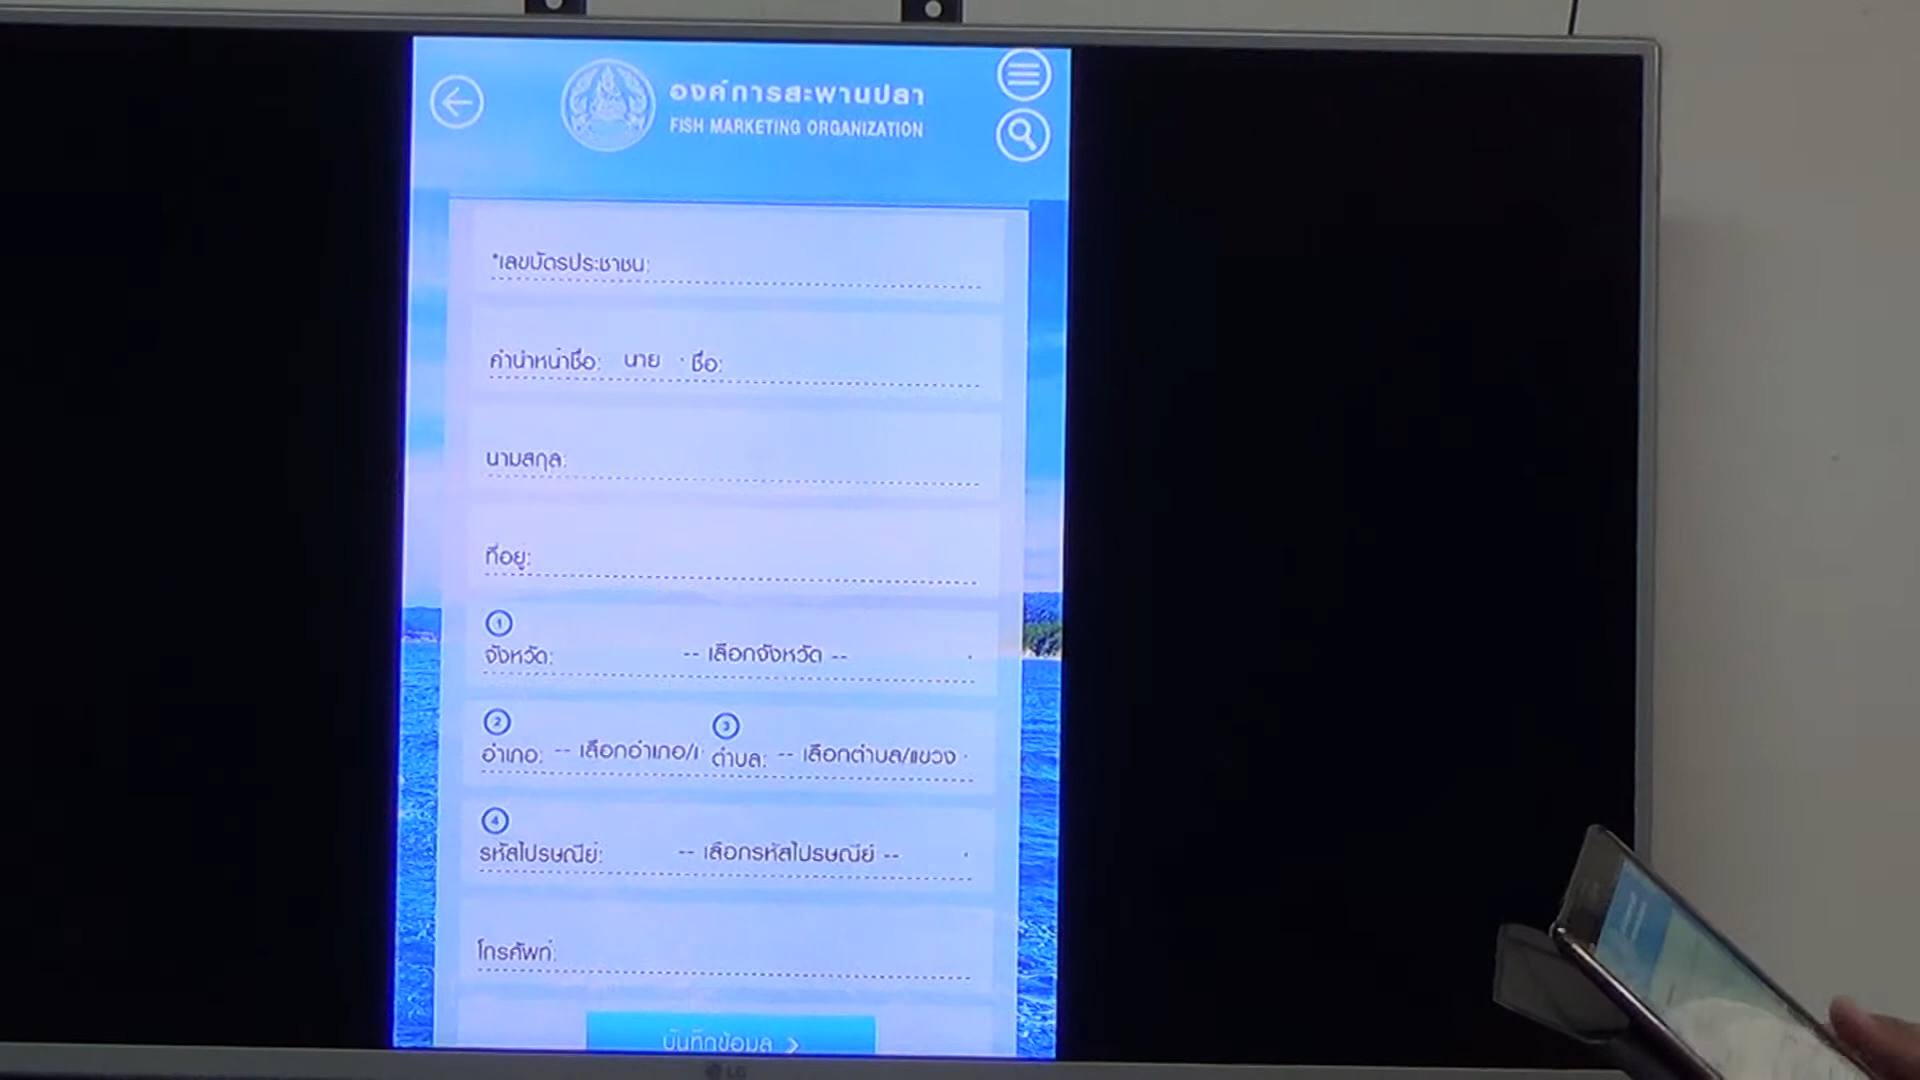 องค์การสะพานปลา
FISH MARKETING ORGANIZATION
*เลขบัตรประชาชน:
คำนำหน้าชื่อ: นาย ชื่อ:
นามสกุล:
ที่อยู่:
1
จังหวัด: -- เลือกจังหวัด --
2 3
อำเภอ: -- เลือกอำเภอ/เ ตำบล: -- เลือกตำบล/แขวง
4
รหัสไปรษณีย์: -- เลือกรหัสไปรษณีย์ --
โทรศัพท์:
บันทึกข้อมูล >
LG